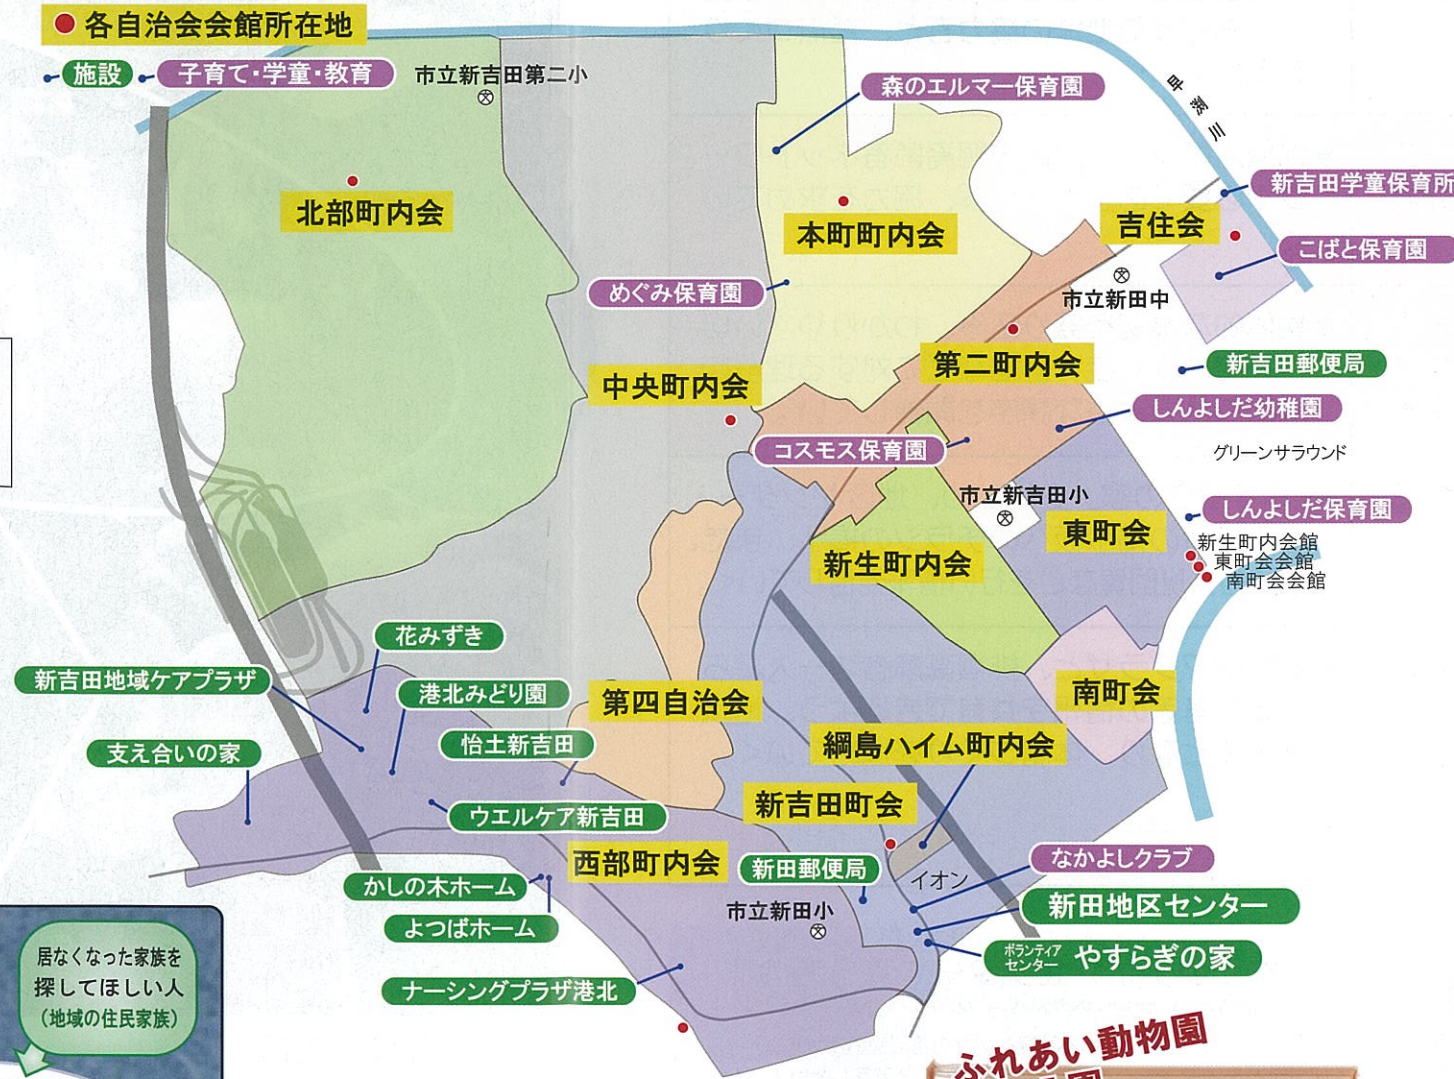 各自治会会館所在地
施設
子育て・学童・教育
市立新吉田第二小
森のエルマー保育園
早渕川
新吉田学童保育所
北部町内会
本町町内会
吉住会
こばと保育園
めぐみ保育園
市立新田中
第二町内会
新吉田郵便局
中央町内会
しんよしだ幼稚園
コスモス保育園
グリーンサラウンド
市立新吉田小
しんよしだ保育園
東町会
新生町内会
新生町内会館
東町会会館
南町会会館
花みずき
新吉田地域ケアプラザ
港北みどり園
第四自治会
南町会
支え合いの家
怡土新吉田
綱島ハイム町内会
ウエルケア新吉田
新吉田町会
西部町内会
新田郵便局
なかよしクラブ
イオン
かしの木ホーム
新田地区センター
よつばホーム
市立新田小
ボランティア
センター やすらぎの家
ナーシングプラザ港北
居なくなった家族を
探してほしい人
(地域の住民家族)
ふれあい動物園